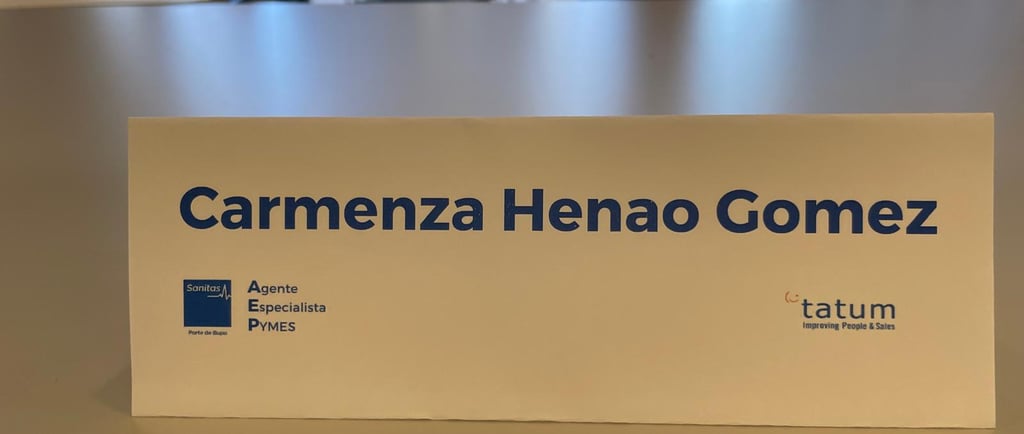 Carmenza Henao Gomez
Sanitas
Parte de Bupa
Agente
Especialista
PYMES
tatum
Improving People & Sales